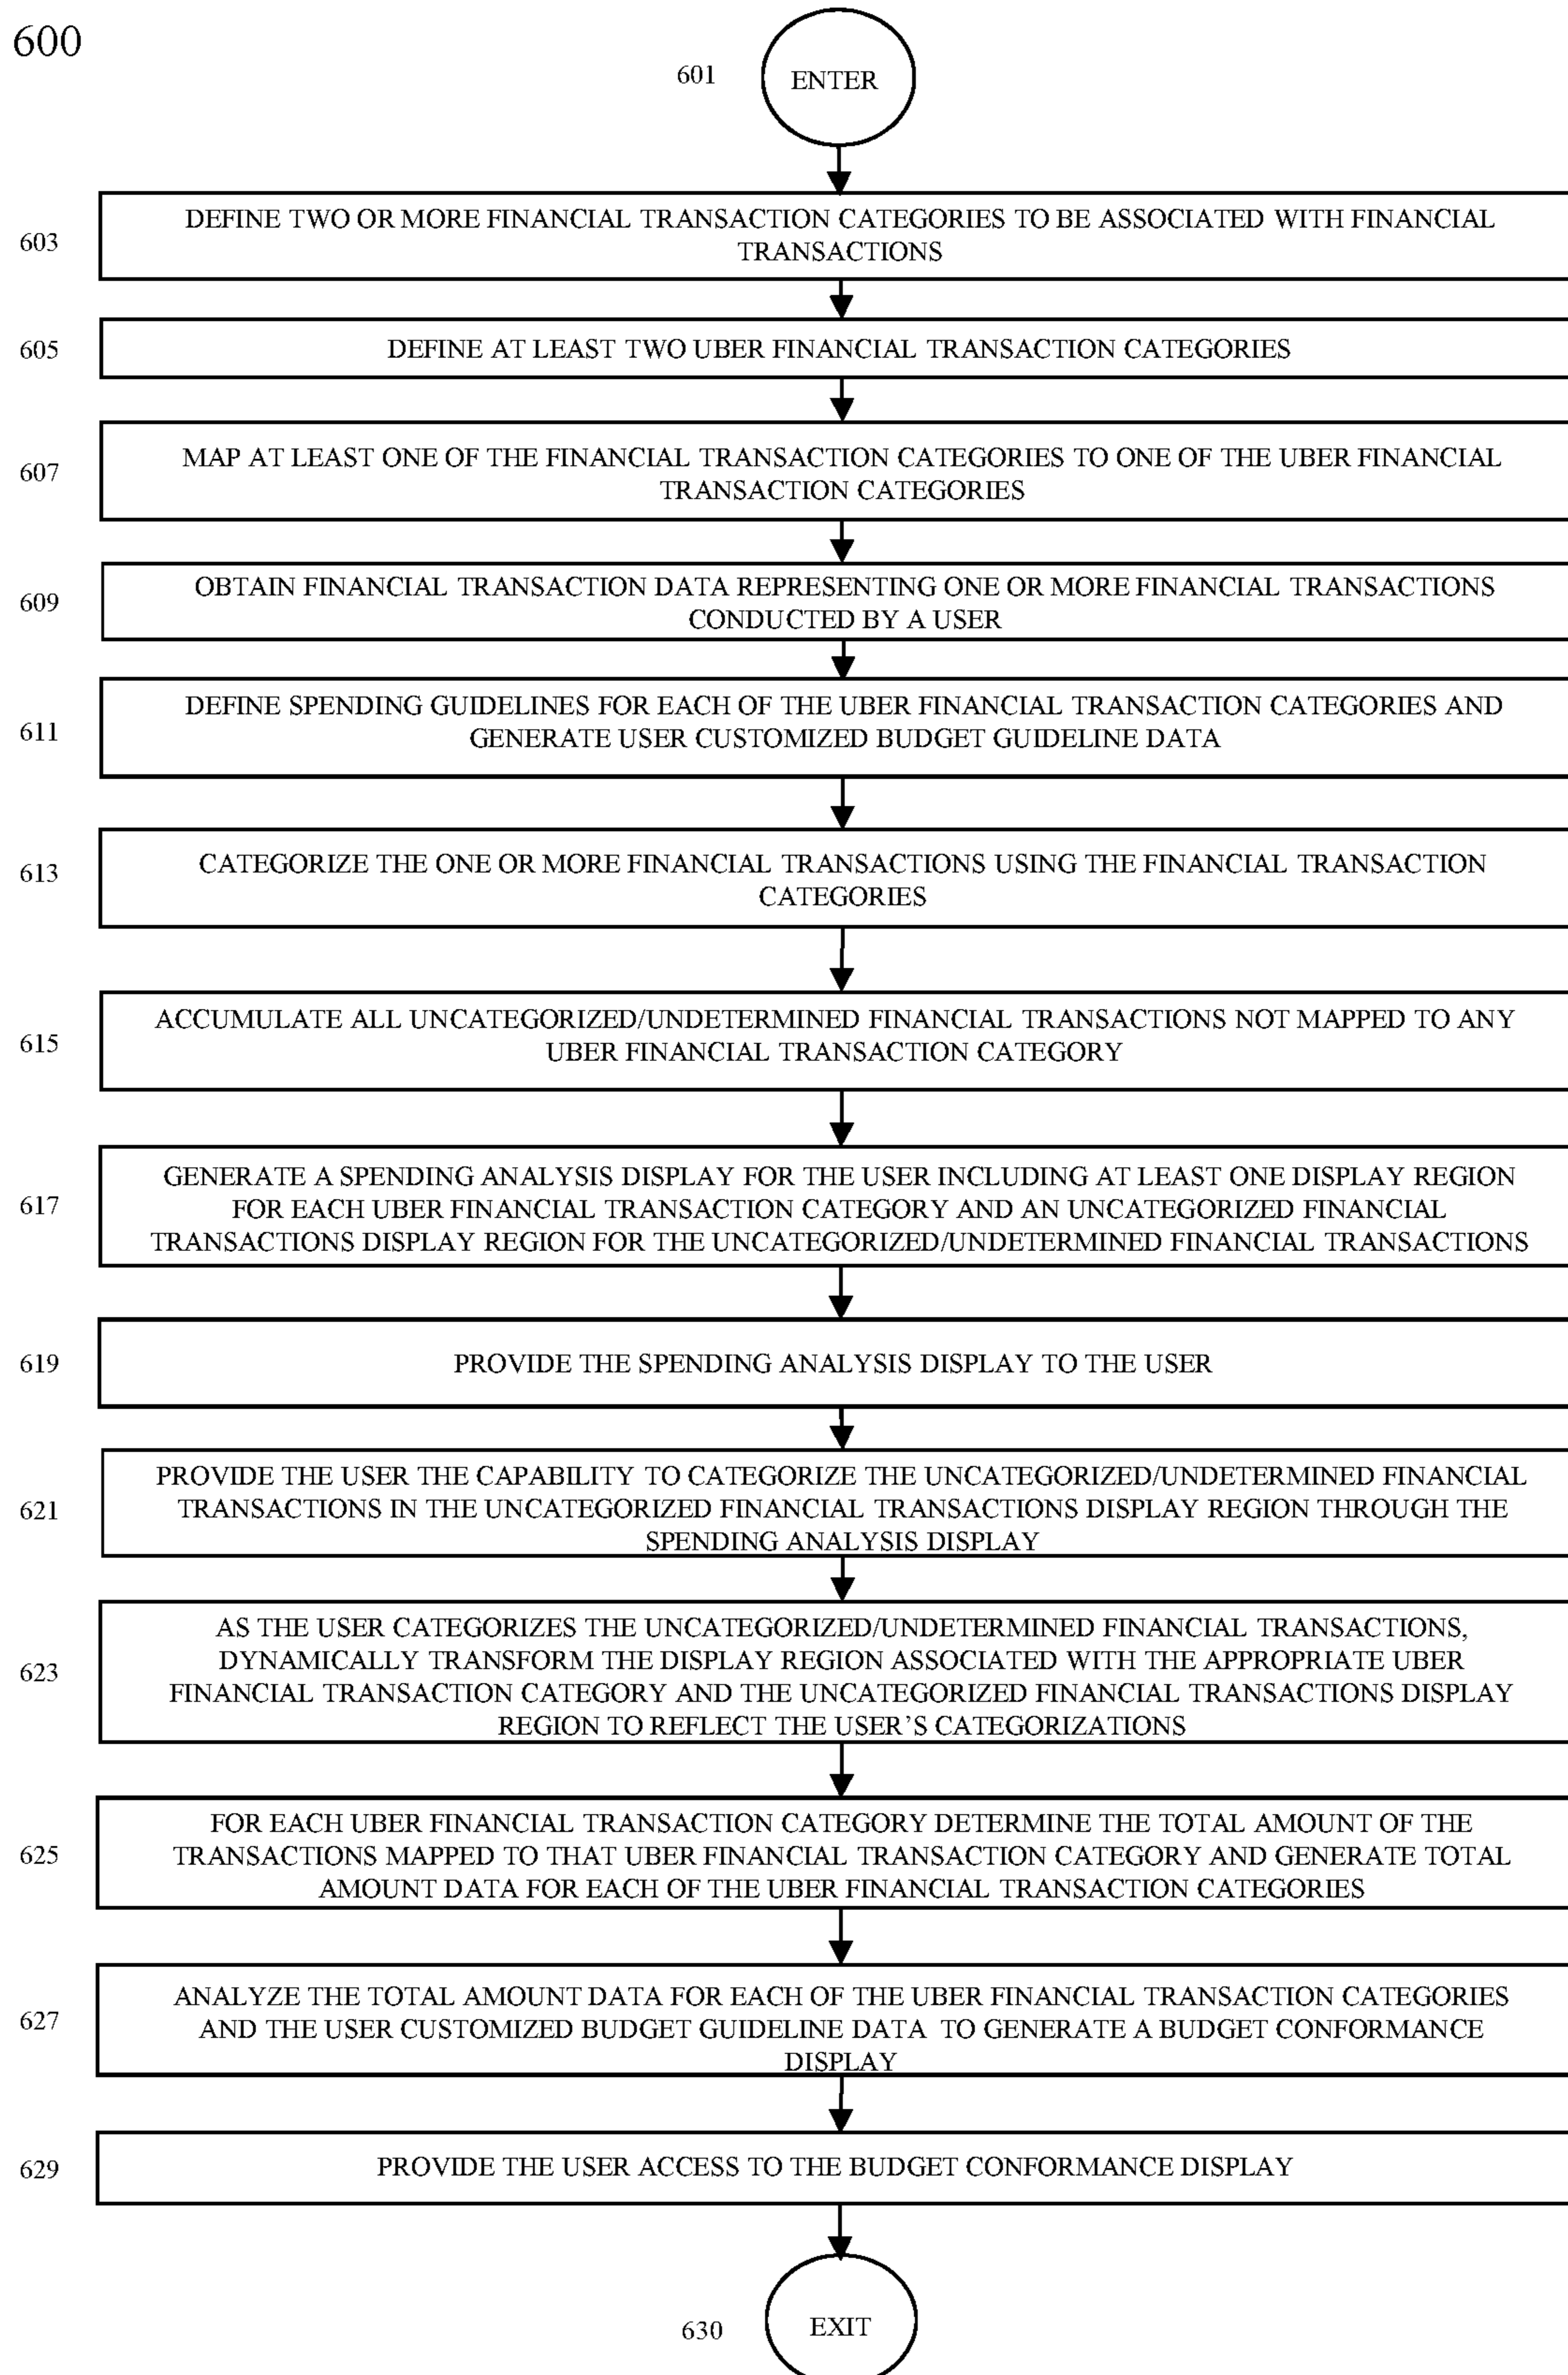 600
601
ENTER
603
DEFINE TWO OR MORE FINANCIAL TRANSACTION CATEGORIES TO BE ASSOCIATED WITH FINANCIAL
TRANSACTIONS
605
DEFINE AT LEAST TWO UBER FINANCIAL TRANSACTION CATEGORIES
607
MAP AT LEAST ONE OF THE FINANCIAL TRANSACTION CATEGORIES TO ONE OF THE UBER FINANCIAL
TRANSACTION CATEGORIES
609
OBTAIN FINANCIAL TRANSACTION DATA REPRESENTING ONE OR MORE FINANCIAL TRANSACTIONS
CONDUCTED BY A USER
611
DEFINE SPENDING GUIDELINES FOR EACH OF THE UBER FINANCIAL TRANSACTION CATEGORIES AND
GENERATE USER CUSTOMIZED BUDGET GUIDELINE DATA
613
CATEGORIZE THE ONE OR MORE FINANCIAL TRANSACTIONS USING THE FINANCIAL TRANSACTION
CATEGORIES
615
ACCUMULATE ALL UNCATEGORIZED/UNDETERMINED FINANCIAL TRANSACTIONS NOT MAPPED TO ANY
UBER FINANCIAL TRANSACTION CATEGORY
617
GENERATE A SPENDING ANALYSIS DISPLAY FOR THE USER INCLUDING AT LEAST ONE DISPLAY REGION
FOR EACH UBER FINANCIAL TRANSACTION CATEGORY AND AN UNCATEGORIZED FINANCIAL
TRANSACTIONS DISPLAY REGION FOR THE UNCATEGORIZED/UNDETERMINED FINANCIAL TRANSACTIONS
619
PROVIDE THE SPENDING ANALYSIS DISPLAY TO THE USER
621
PROVIDE THE USER THE CAPABILITY TO CATEGORIZE THE UNCATEGORIZED/UNDETERMINED FINANCIAL
TRANSACTIONS IN THE UNCATEGORIZED FINANCIAL TRANSACTIONS DISPLAY REGION THROUGH THE
SPENDING ANALYSIS DISPLAY
623
AS THE USER CATEGORIZES THE UNCATEGORIZED/UNDETERMINED FINANCIAL TRANSACTIONS,
DYNAMICALLY TRANSFORM THE DISPLAY REGION ASSOCIATED WITH THE APPROPRIATE UBER
FINANCIAL TRANSACTION CATEGORY AND THE UNCATEGORIZED FINANCIAL TRANSACTIONS DISPLAY
REGION TO REFLECT THE USER'S CATEGORIZATIONS
625
FOR EACH UBER FINANCIAL TRANSACTION CATEGORY DETERMINE THE TOTAL AMOUNT OF THE
TRANSACTIONS MAPPED TO THAT UBER FINANCIAL TRANSACTION CATEGORY AND GENERATE TOTAL
AMOUNT DATA FOR EACH OF THE UBER FINANCIAL TRANSACTION CATEGORIES
627
ANALYZE THE TOTAL AMOUNT DATA FOR EACH OF THE UBER FINANCIAL TRANSACTION CATEGORIES
AND THE USER CUSTOMIZED BUDGET GUIDELINE DATA TO GENERATE A BUDGET CONFORMANCE
DISPLAY
629
PROVIDE THE USER ACCESS TO THE BUDGET CONFORMANCE DISPLAY
630
EXIT